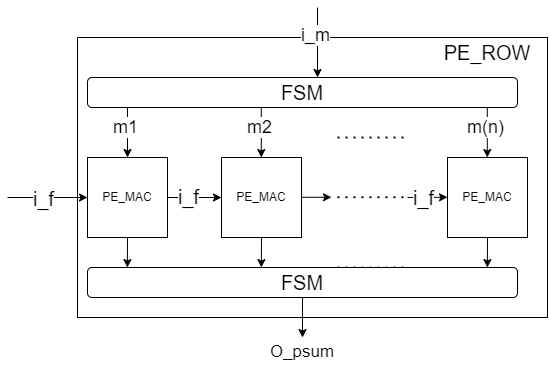 i_m
PE_ROW
FSM
m1 m2 m(n)
i_f PE_MAC i_f PE_MAC i_f PE_MAC
FSM
O_psum